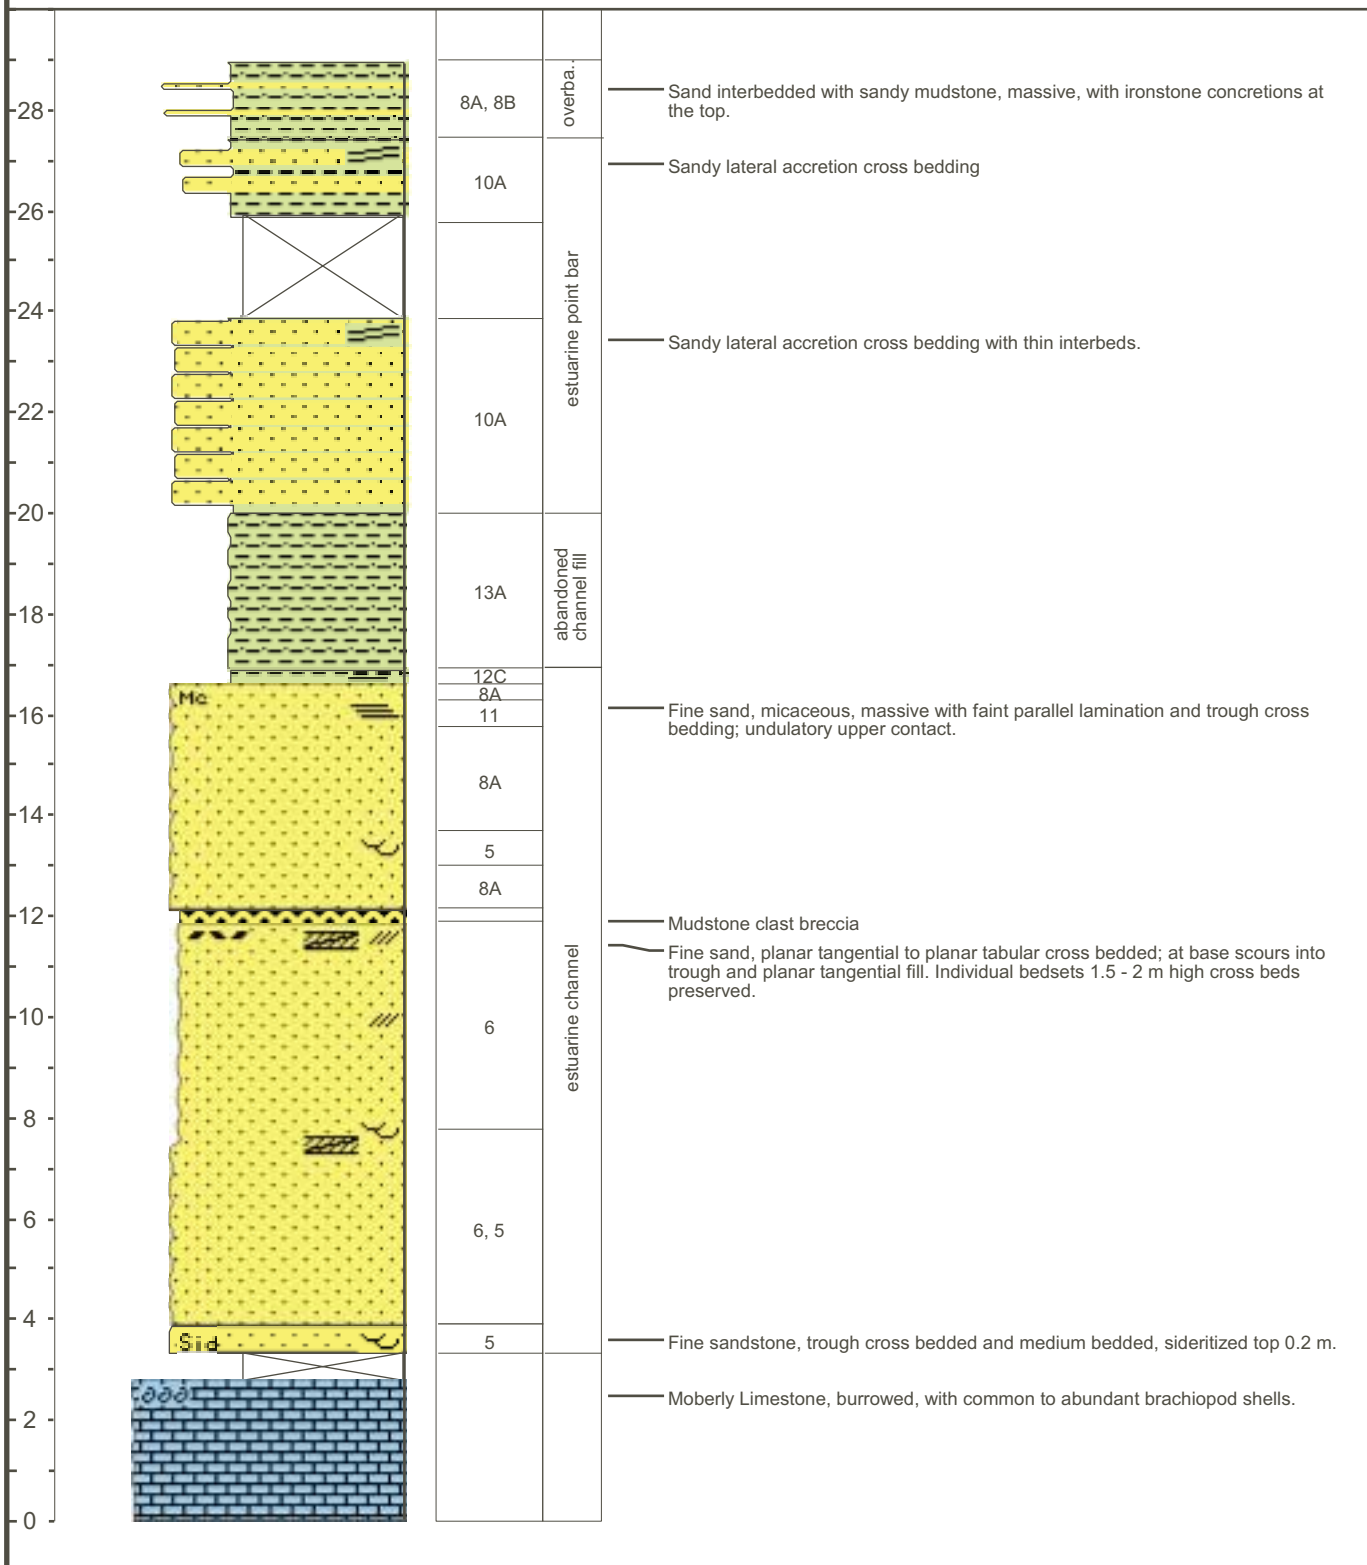 8A, 8B
overba..
Sand interbedded with sandy mudstone, massive, with ironstone concretions at
the top.
28
Sandy lateral accretion cross bedding
10A
26
estuarine point bar
24
Sandy lateral accretion cross bedding with thin interbeds.
22
10A
20
abandoned
channel fill
13A
18
12C
Mc
8A
16
11
Fine sand, micaceous, massive with faint parallel lamination and trough cross
bedding; undulatory upper contact.
8A
14
5
8A
12
Mudstone clast breccia
Fine sand, planar tangential to planar tabular cross bedded; at base scours into
trough and planar tangential fill. Individual bedsets 1.5 - 2 m high cross beds
preserved.
estuarine channel
10
6
8
6
6, 5
4
Sid
5
Fine sandstone, trough cross bedded and medium bedded, sideritized top 0.2 m.
Moberly Limestone, burrowed, with common to abundant brachiopod shells.
2
0